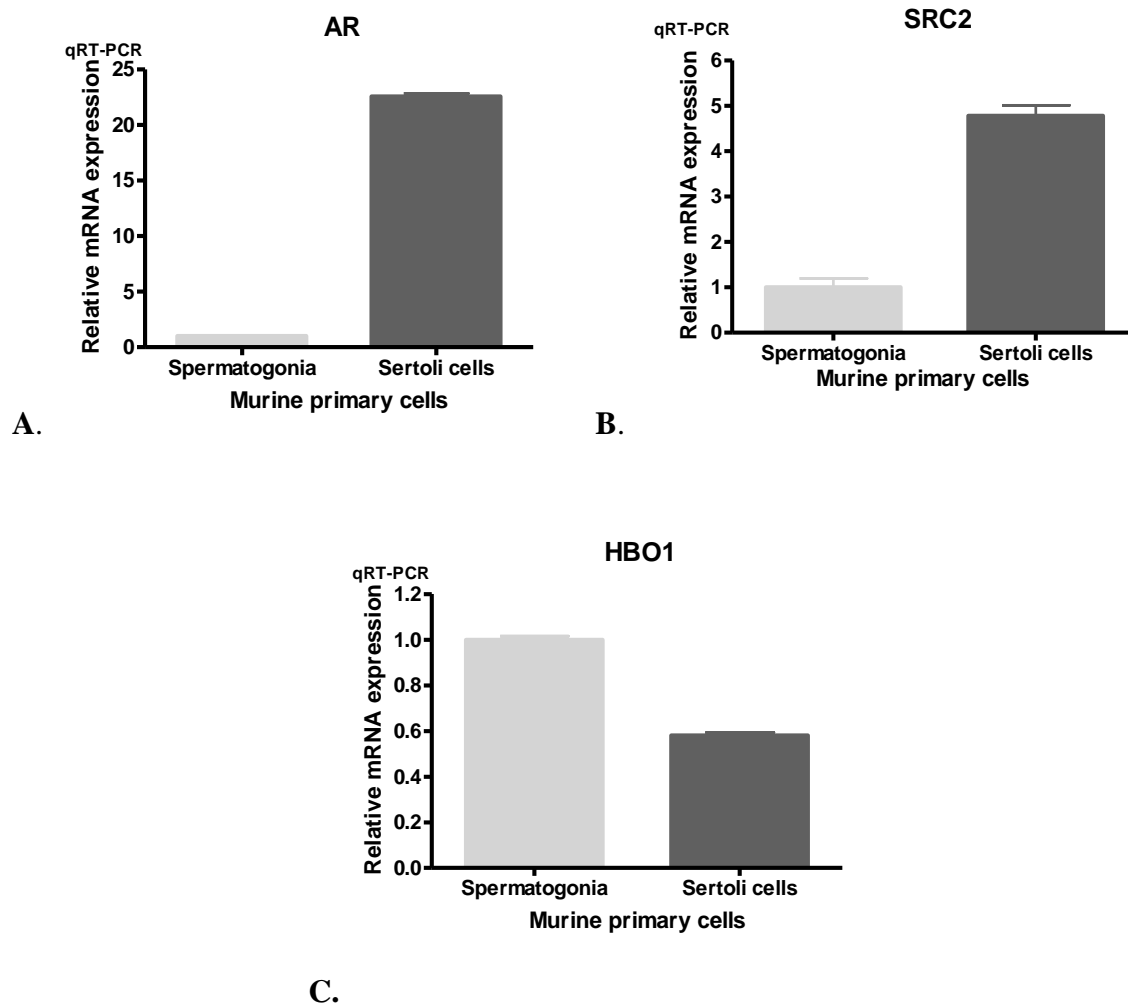 AR
qRT-PCR
Relative mRNA expression
25
20
15
10
5
0
Spermatogonia Sertoli cells
Murine primary cells
A.
SRC2
qRT-PCR
Relative mRNA expression
6
5
4
3
2
1
0
Spermatogonia Sertoli cells
Murine primary cells
B.
HBO1
qRT-PCR
Relative mRNA expression
1.2
1.0
0.8
0.6
0.4
0.2
0.0
Spermatogonia Sertoli cells
Murine primary cells
C.